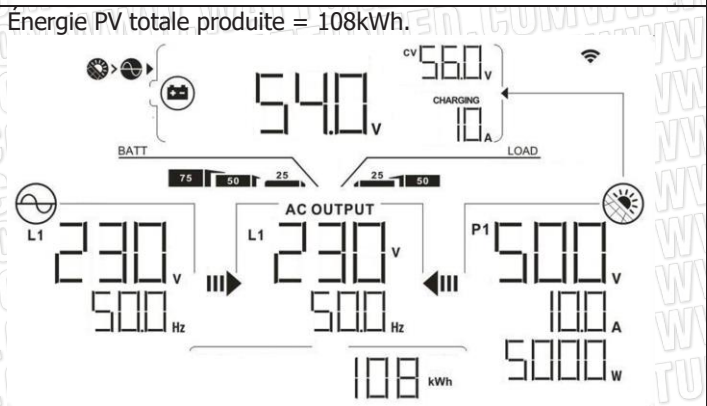 Énergie PV totale produite = 108kWh.
CV 56.0 V
54.0 V
CHARGING
10 A
BATT
LOAD
75 50 25 25 50
AC OUTPUT
L1 230 V
L1 230 V
P1 500 V
50.0 Hz
50.0 Hz
10.0 A
5000 W
108 kWh